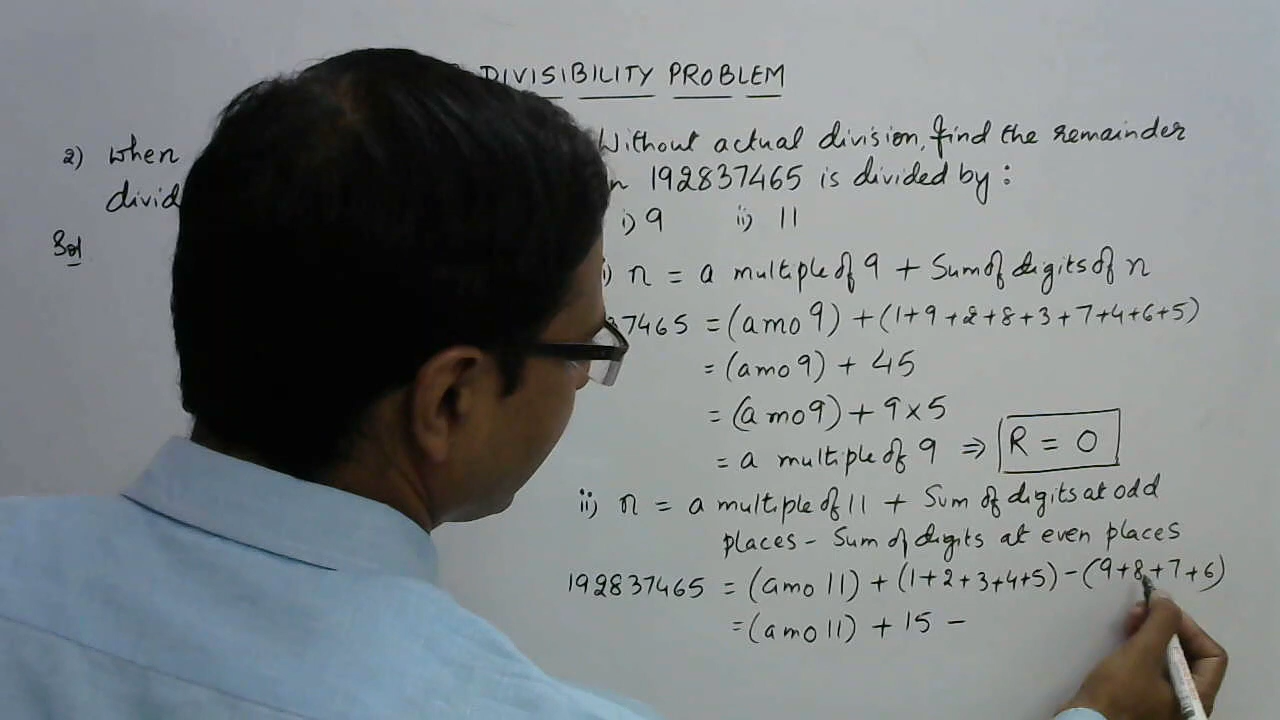 DIVISIBILITY PROBLEM
2) when
divid
Sol
Without actual division, find the remainder
n 192837465 is divided by :
i) 9 ii) 11
i) n = a multiple of 9 + Sum of digits of n
37465 = (amo 9) + (1+9+2+8+3+7+4+6+5)
= (amo 9) + 45
= (amo 9) + 9 × 5
= a multiple of 9 ⇒ R = 0
ii) n = a multiple of 11 + Sum of digits at odd
places - Sum of digits at even places
192837465 = (amo 11) + (1+2+3+4+5) - (9+8+7+6)
= (amo 11) + 15 -